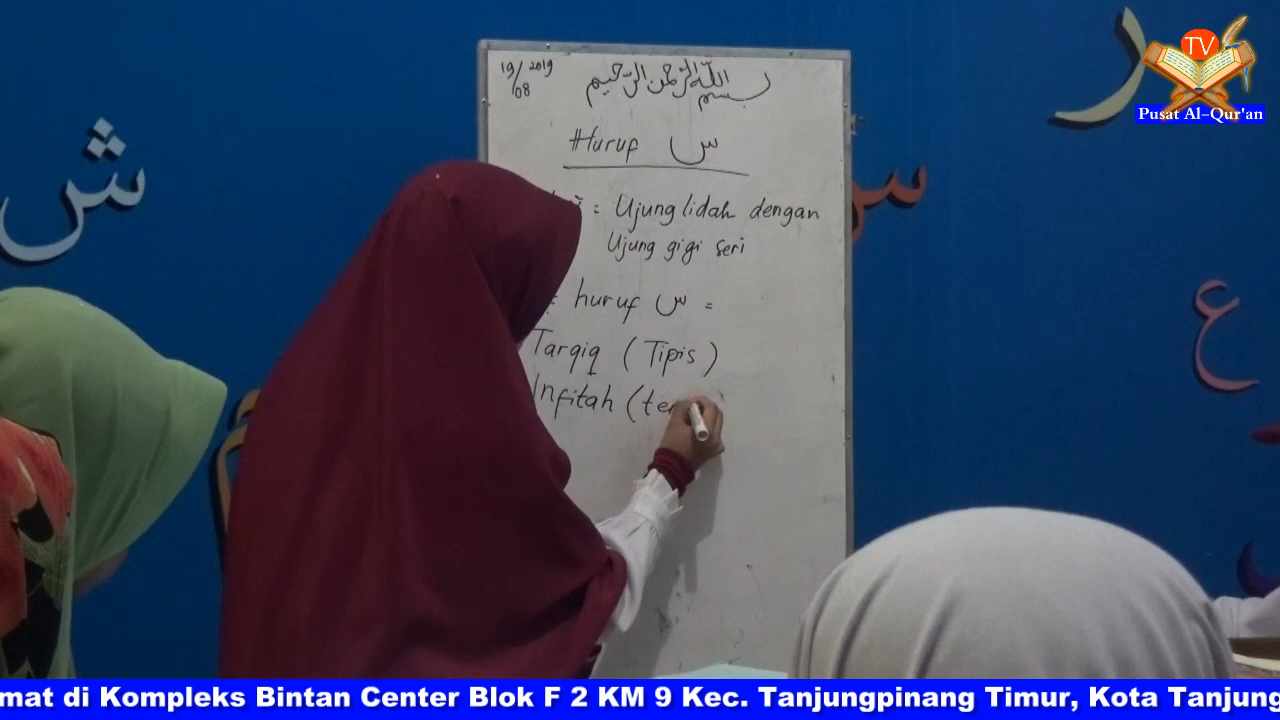 19/08 2019
بسم الله الرحمن الرحيم
#Huruf س
= Ujung lidah dengan
Ujung gigi seri
= huruf س =
Tarqiq (Tipis)
Infitah (te
ش
ر
س
ع
TV
Pusat Al-Qur'an
mat di Kompleks Bintan Center Blok F 2 KM 9 Kec. Tanjungpinang Timur, Kota Tanjung